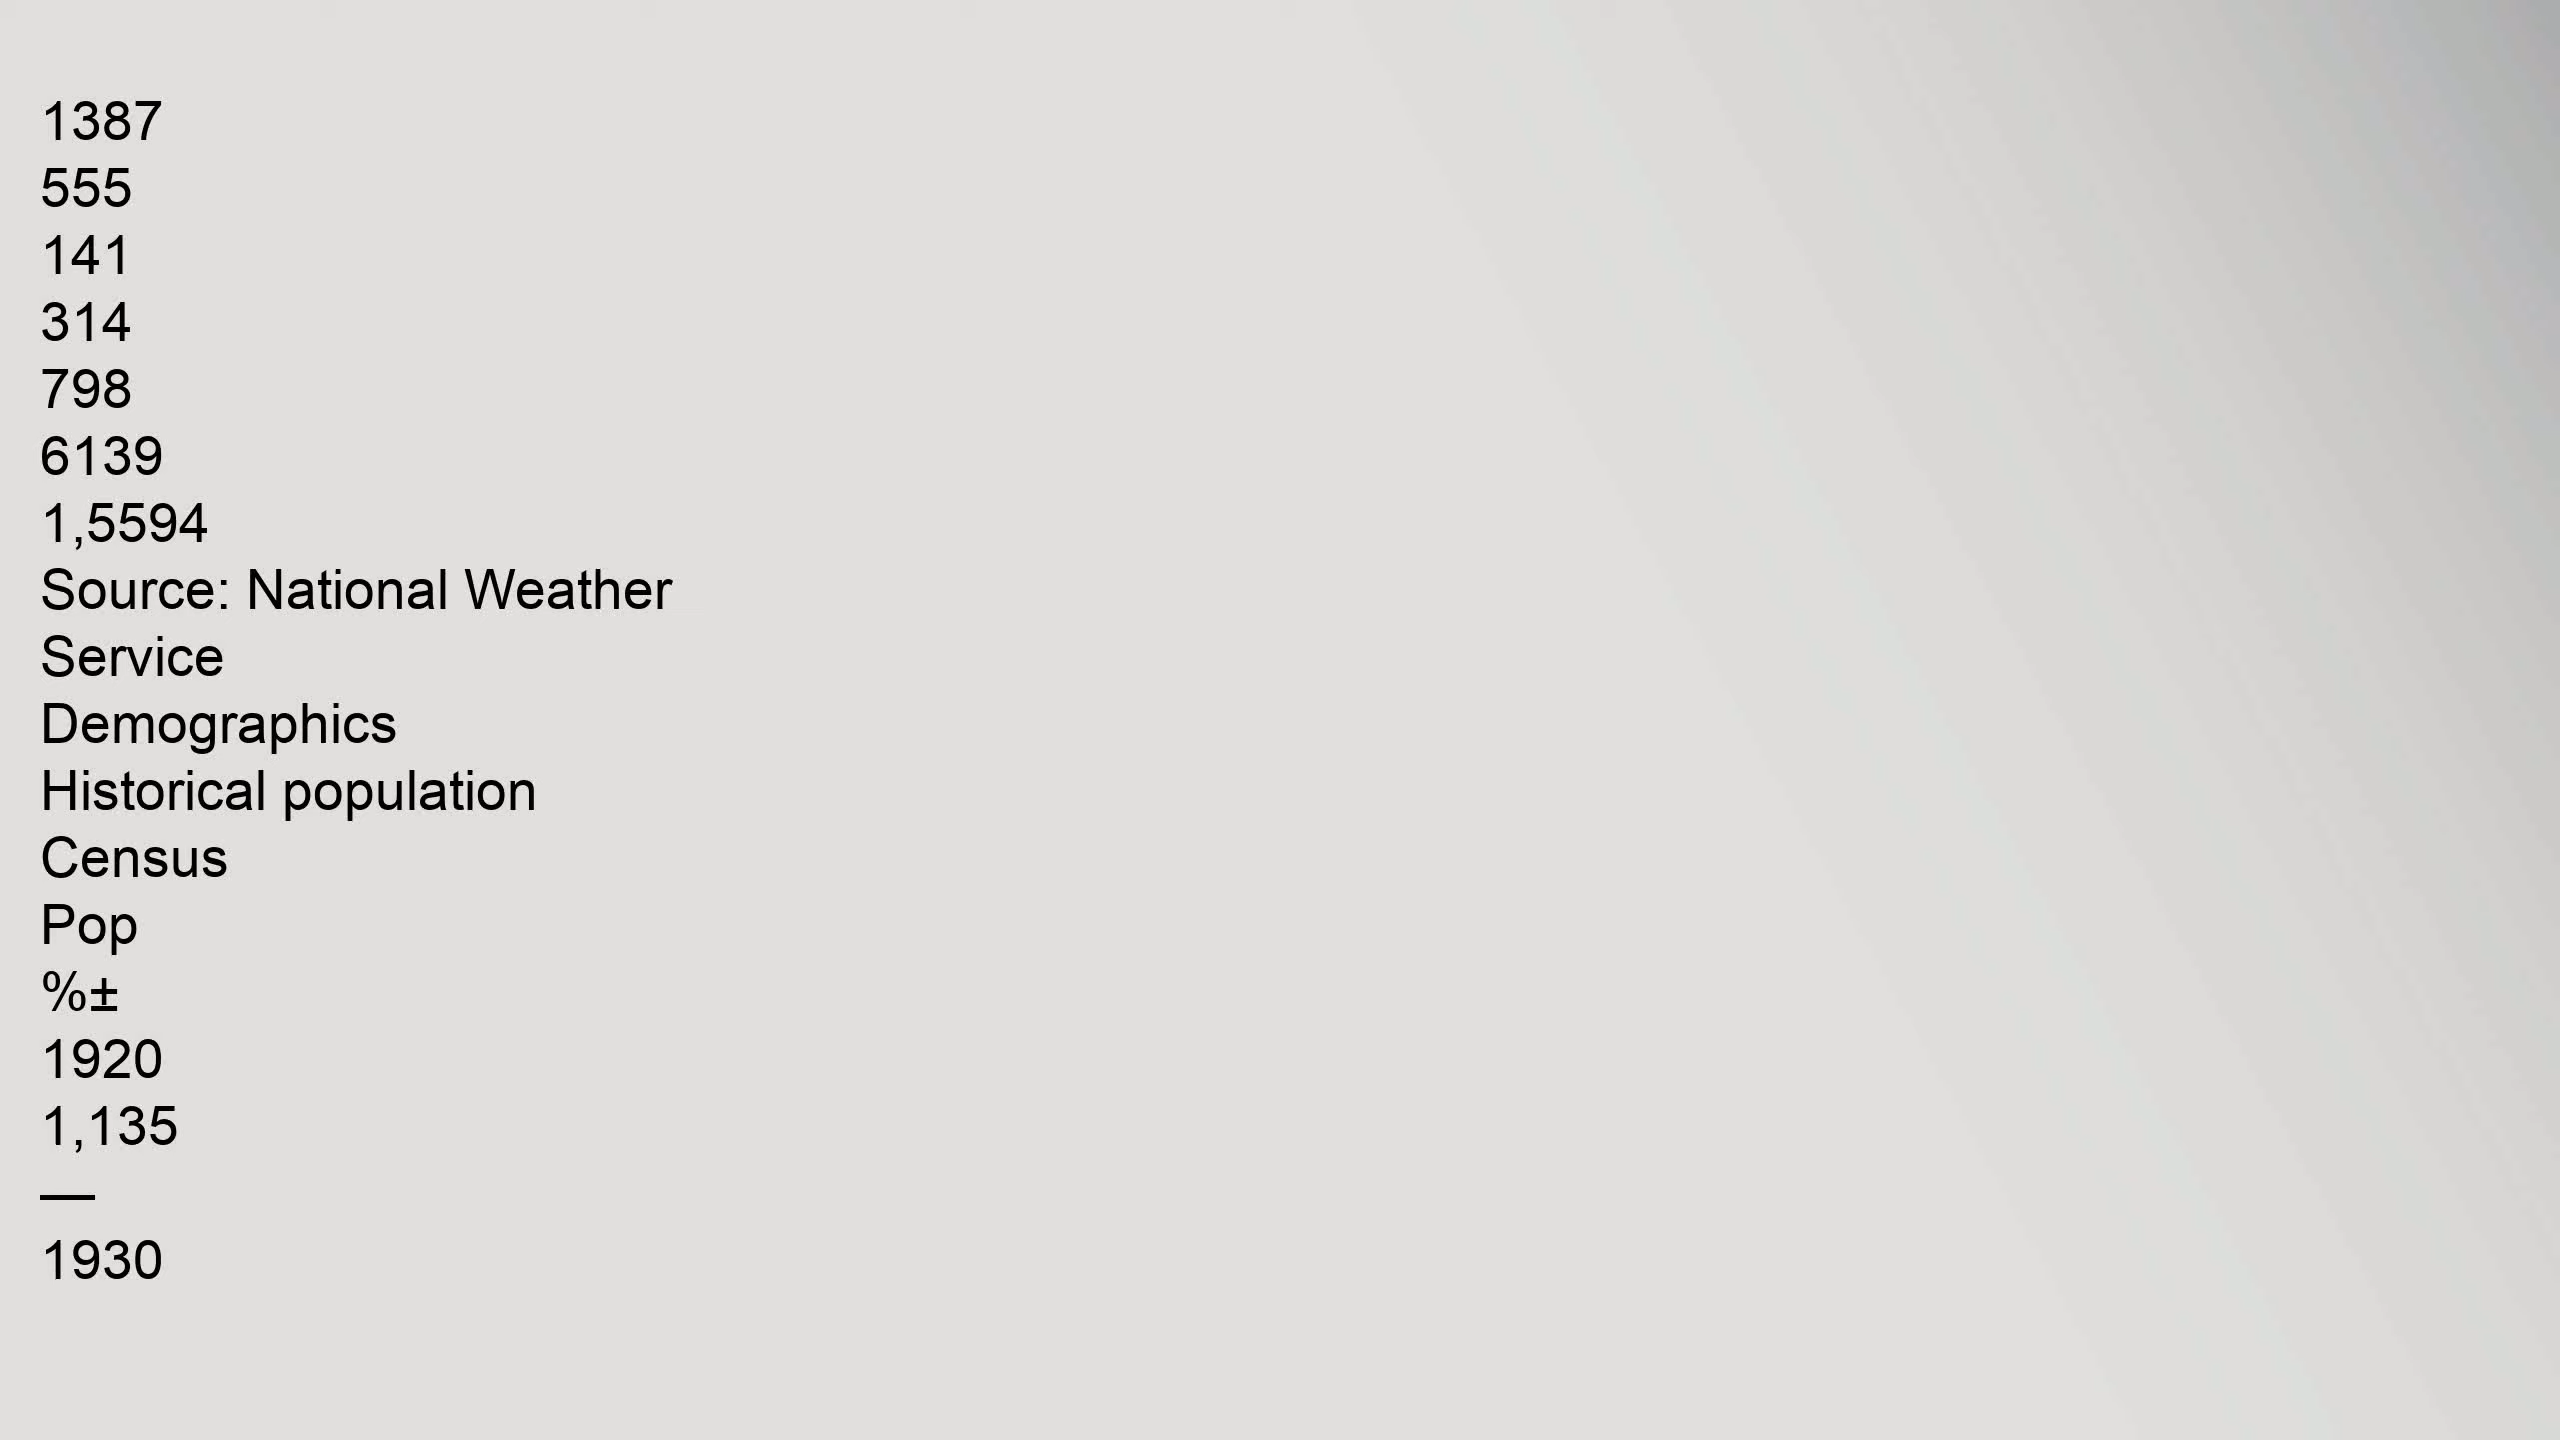 1387
555
141
314
798
6139
1,5594
Source: National Weather
Service
Demographics
Historical population
Census
Pop
%±
1920
1,135
—
1930